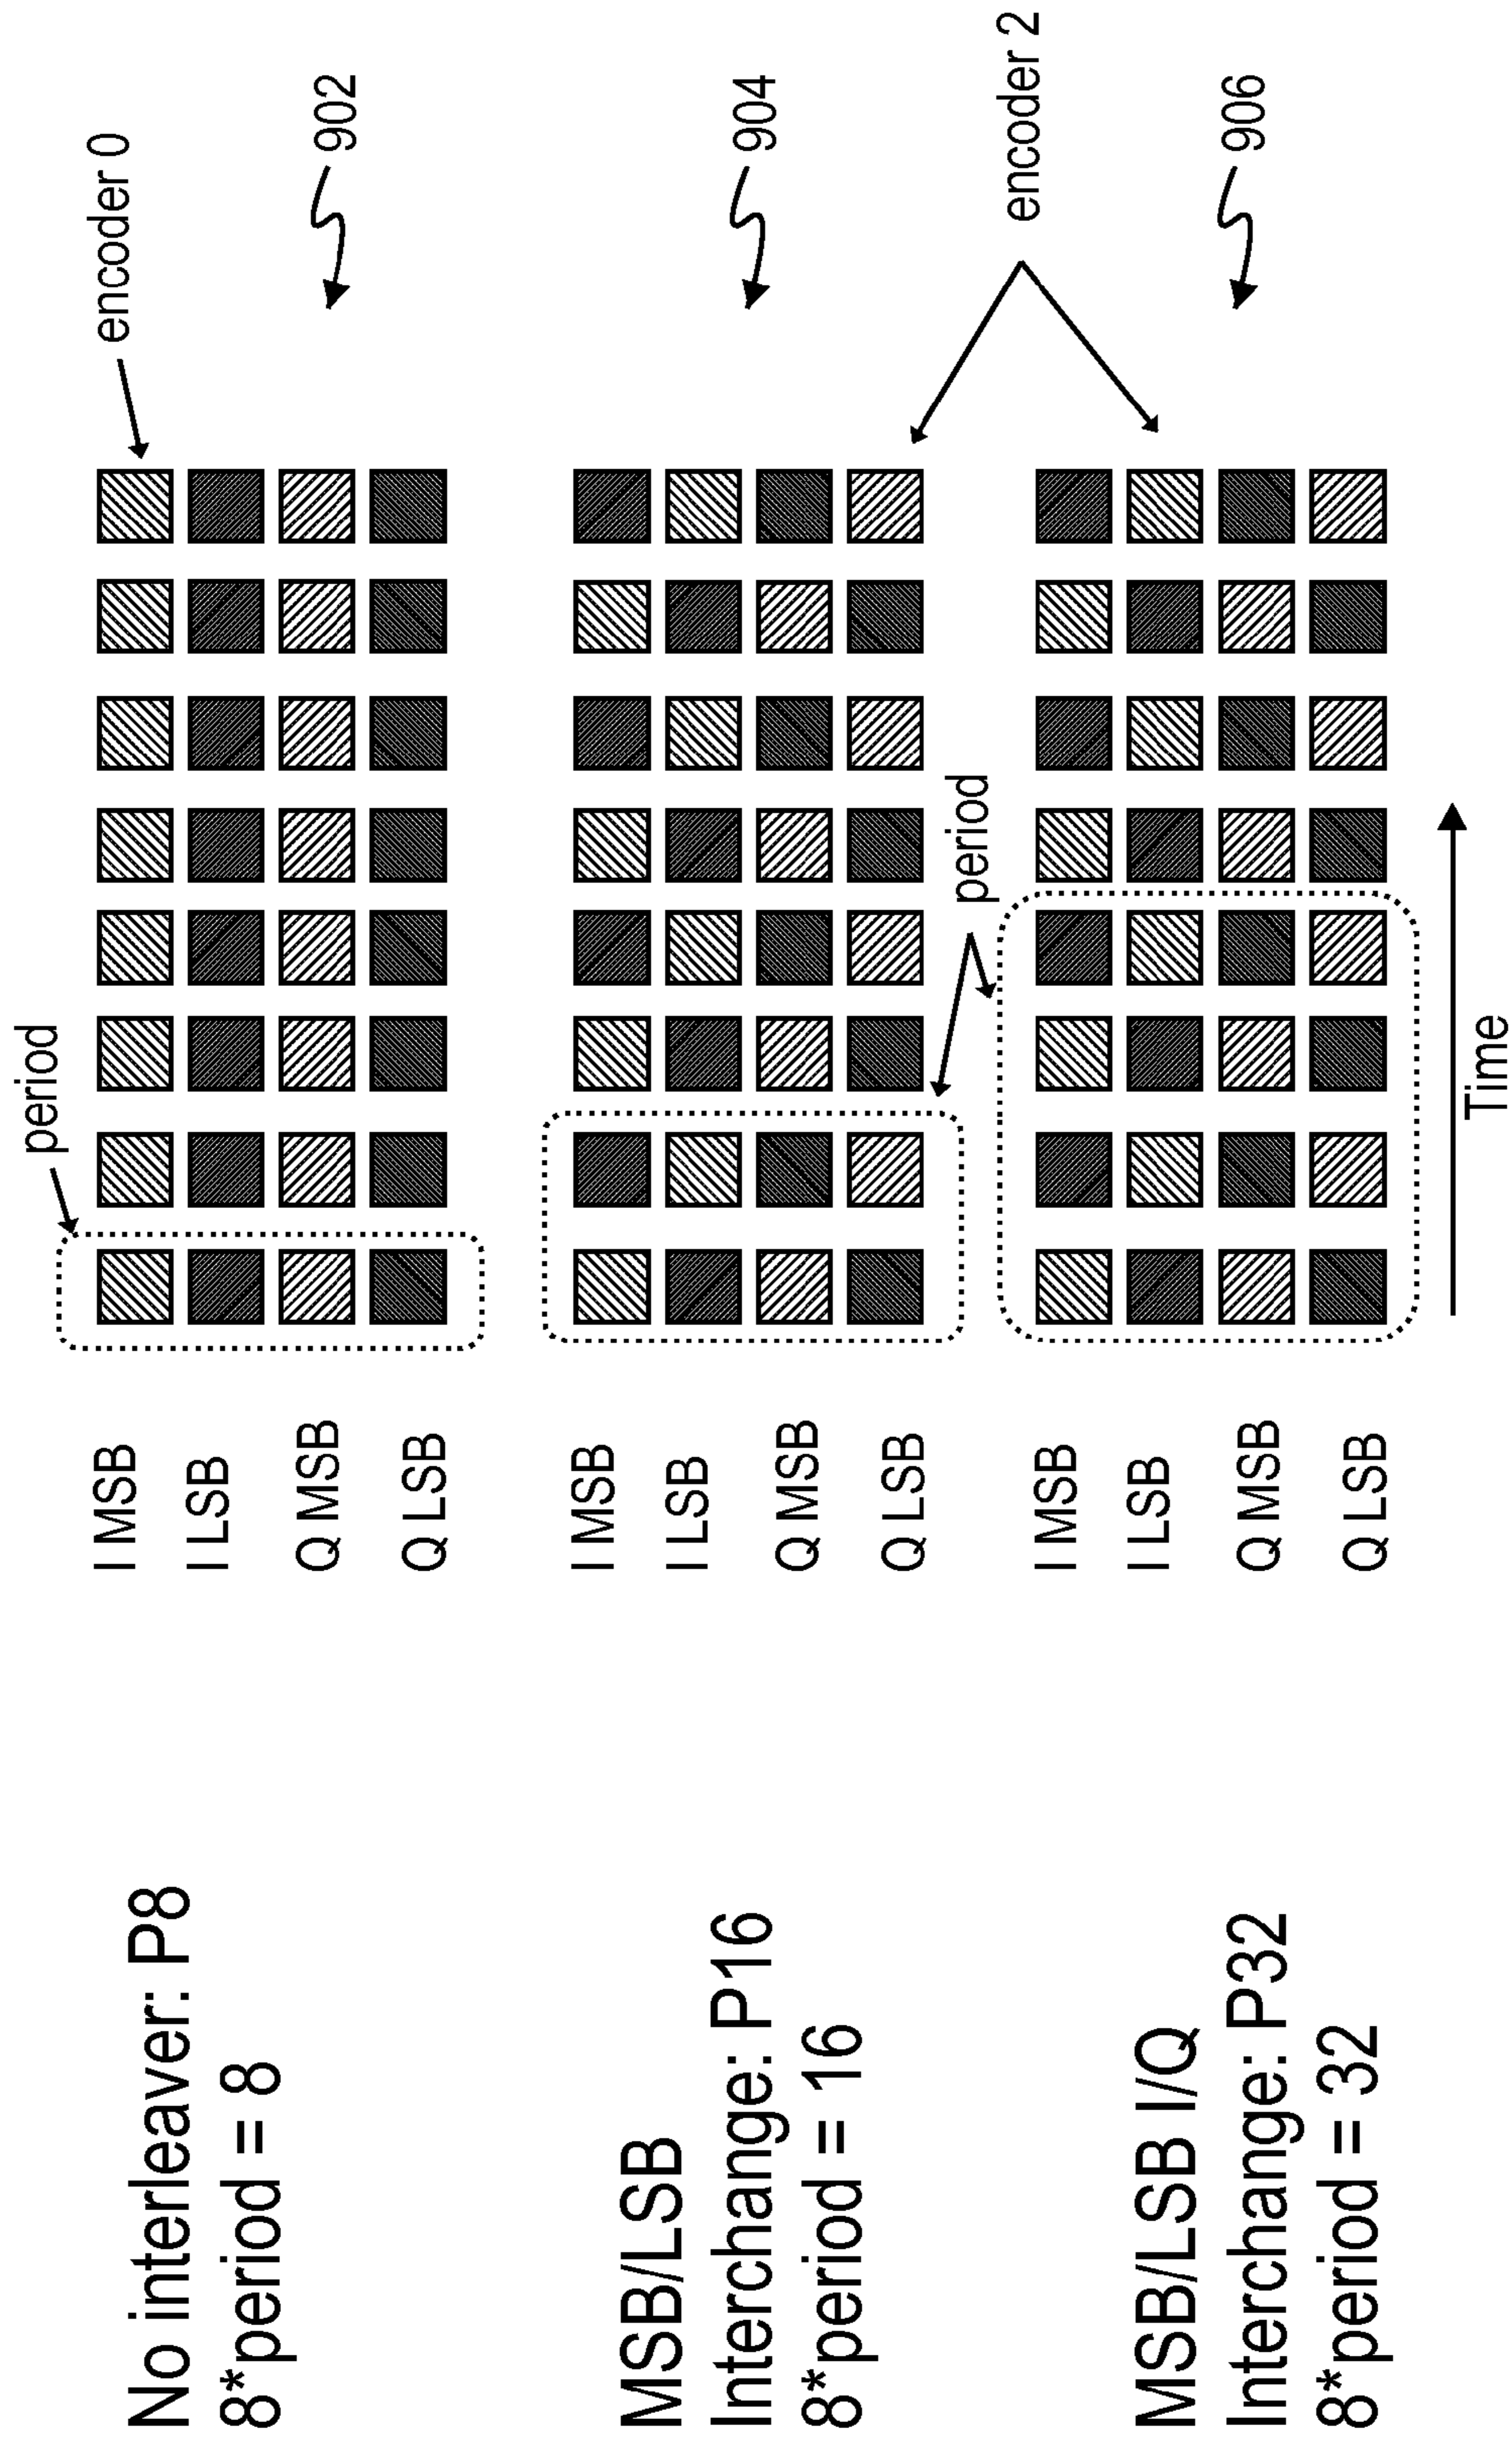 No interleaver: P8
8*period = 8
period
I MSB
I LSB
Q MSB
Q LSB
encoder 0
902
MSB/LSB
Interchange: P16
8*period = 16
I MSB
I LSB
Q MSB
Q LSB
904
period
encoder 2
MSB/LSB I/Q
Interchange: P32
8*period = 32
I MSB
I LSB
Q MSB
Q LSB
906
Time